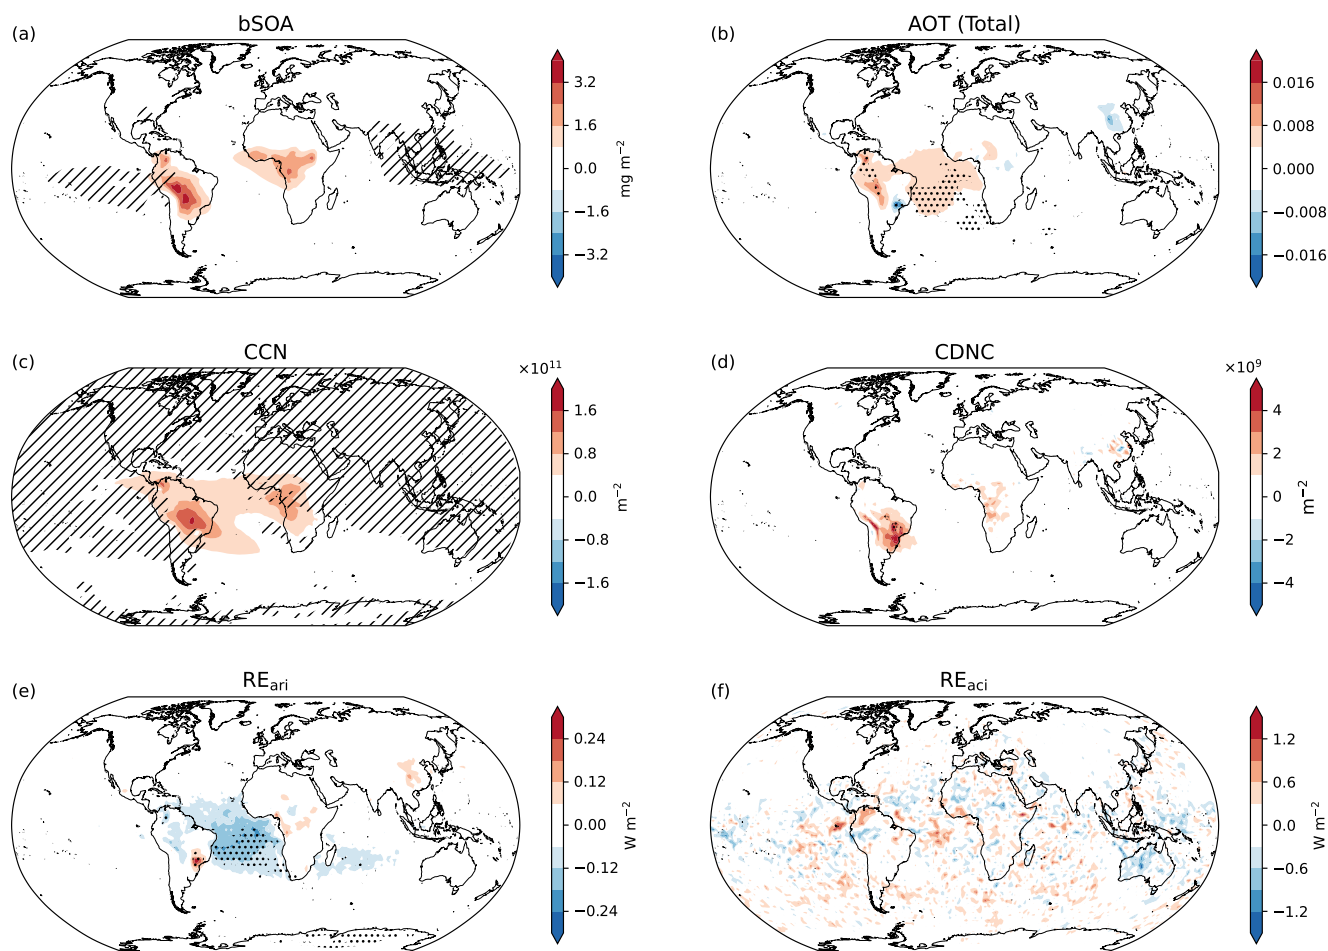 (a)
bSOA
3.2
1.6
0.0
−1.6
−3.2
mg m⁻²
(b)
AOT (Total)
0.016
0.008
0.000
−0.008
−0.016
(c)
CCN
×10¹¹
1.6
0.8
0.0
−0.8
−1.6
m⁻²
(d)
CDNC
×10⁹
4
2
0
−2
−4
m⁻²
(e)
REari
0.24
0.12
0.00
−0.12
−0.24
W m⁻²
(f)
REaci
1.2
0.6
0.0
−0.6
−1.2
W m⁻²